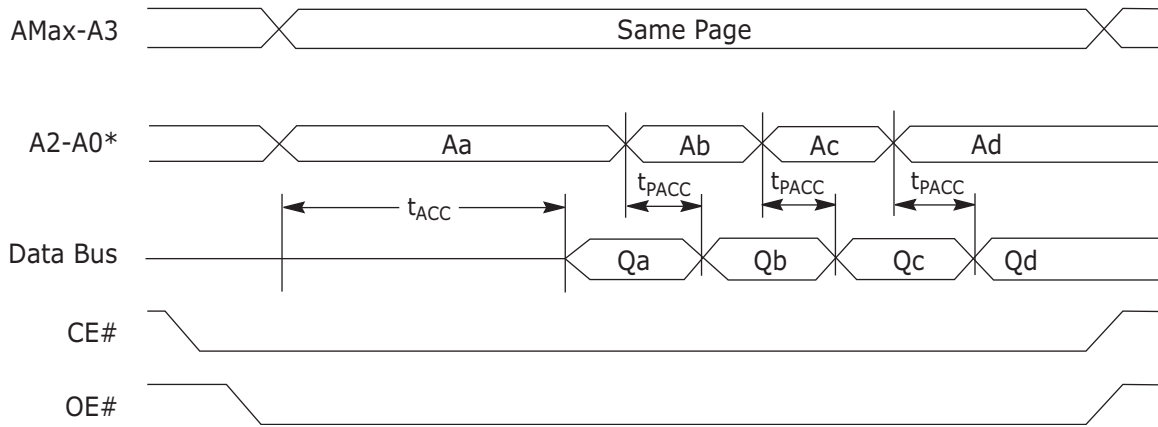 AMax-A3 Same Page
A2-A0* Aa Ab Ac Ad
tACC tPACC tPACC tPACC
Data Bus Qa Qb Qc Qd
CE#
OE#